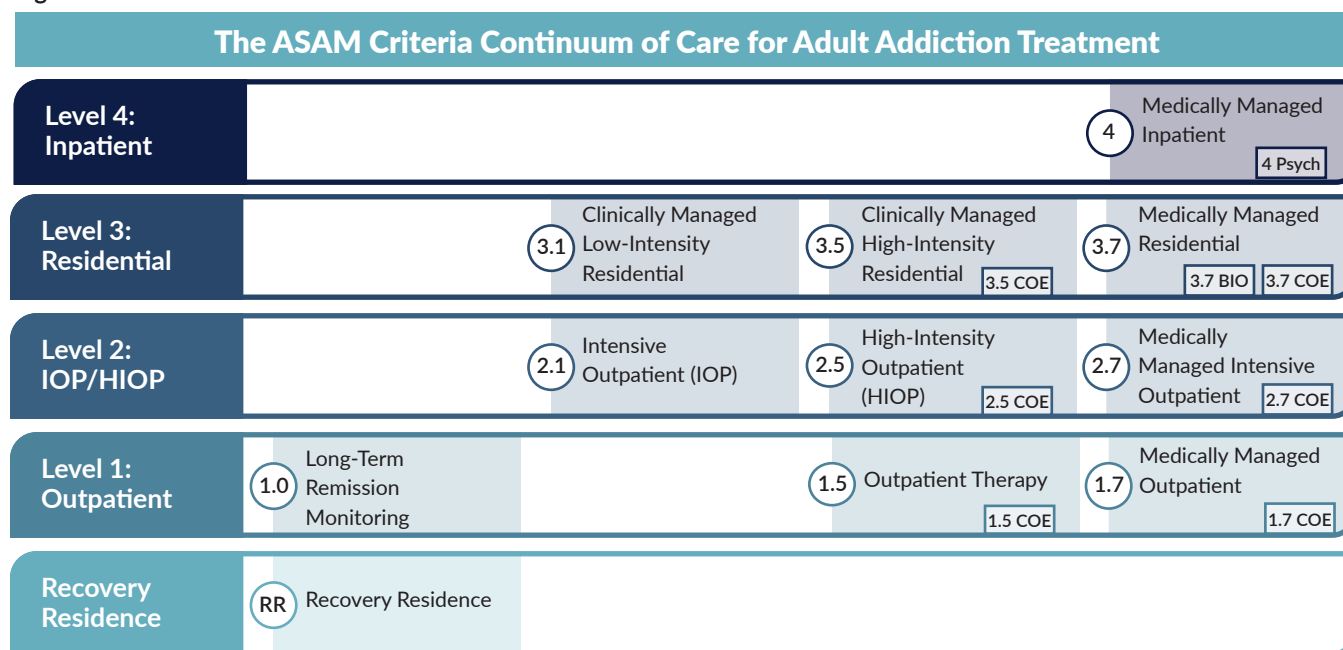 The ASAM Criteria Continuum of Care for Adult Addiction Treatment
Level 4:
Inpatient
4
Medically Managed
Inpatient
4 Psych
Level 3:
Residential
3.1
Clinically Managed
Low-Intensity
Residential
3.5
Clinically Managed
High-Intensity
Residential
3.5 COE
3.7
Medically Managed
Residential
3.7 BIO
3.7 COE
Level 2:
IOP/HIOP
2.1
Intensive
Outpatient (IOP)
2.5
High-Intensity
Outpatient
(HIOP)
2.5 COE
2.7
Medically
Managed Intensive
Outpatient
2.7 COE
Level 1:
Outpatient
1.0
Long-Term
Remission
Monitoring
1.5
Outpatient Therapy
1.5 COE
1.7
Medically Managed
Outpatient
1.7 COE
Recovery
Residence
RR
Recovery Residence